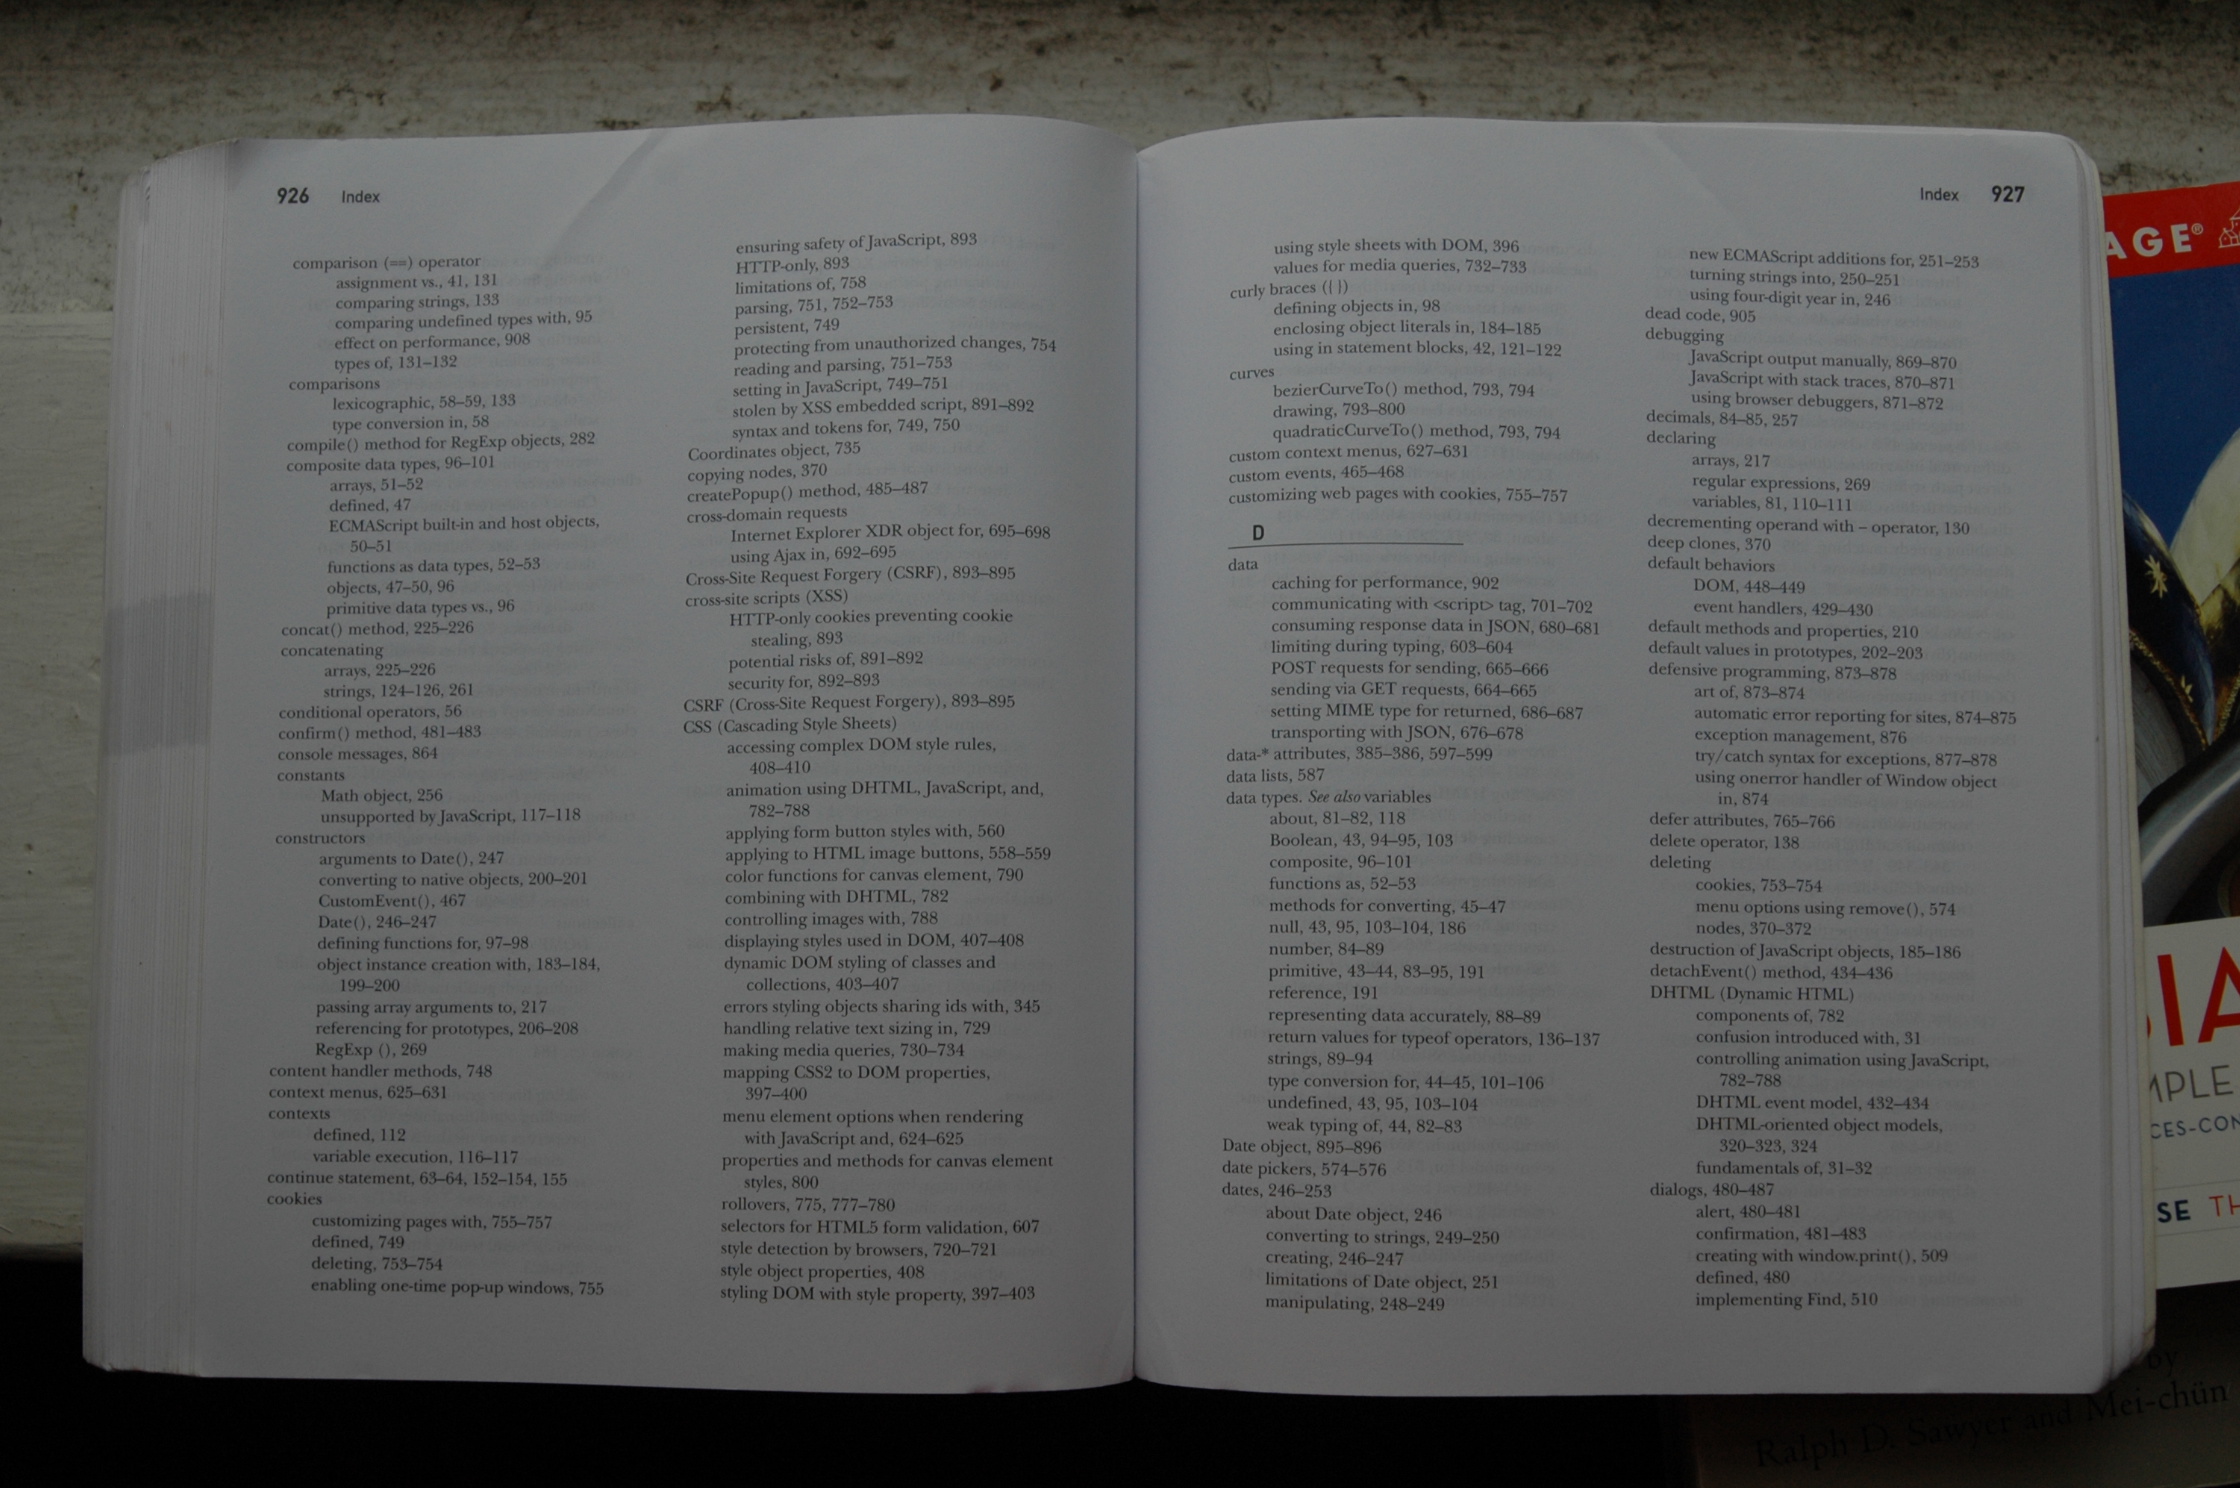 926 Index
comparison (==) operator
assignment vs., 41, 131
comparing strings, 133
comparing undefined types with, 95
effect on performance, 908
types of, 131–132
comparisons
lexicographic, 58–59, 133
type conversion in, 58
compile() method for RegExp objects, 282
composite data types, 96–101
arrays, 51–52
defined, 47
ECMAScript built-in and host objects,
50–51
functions as data types, 52–53
objects, 47–50, 96
primitive data types vs., 96
concat() method, 225–226
concatenating
arrays, 225–226
strings, 124–126, 261
conditional operators, 56
confirm() method, 481–483
console messages, 864
constants
Math object, 256
unsupported by JavaScript, 117–118
constructors
arguments to Date(), 247
converting to native objects, 200–201
CustomEvent(), 467
Date(), 246–247
defining functions for, 97–98
object instance creation with, 183–184,
199–200
passing array arguments to, 217
referencing for prototypes, 206–208
RegExp (), 269
content handler methods, 748
context menus, 625–631
contexts
defined, 112
variable execution, 116–117
continue statement, 63–64, 152–154, 155
cookies
customizing pages with, 755–757
defined, 749
deleting, 753–754
enabling one-time pop-up windows, 755
ensuring safety of JavaScript, 893
HTTP-only, 893
limitations of, 758
parsing, 751, 752–753
persistent, 749
protecting from unauthorized changes, 754
reading and parsing, 751–753
setting in JavaScript, 749–751
stolen by XSS embedded script, 891–892
syntax and tokens for, 749, 750
Coordinates object, 735
copying nodes, 370
createPopup() method, 485–487
cross-domain requests
Internet Explorer XDR object for, 695–698
using Ajax in, 692–695
Cross-Site Request Forgery (CSRF), 893–895
cross-site scripts (XSS)
HTTP-only cookies preventing cookie
stealing, 893
potential risks of, 891–892
security for, 892–893
CSRF (Cross-Site Request Forgery), 893–895
CSS (Cascading Style Sheets)
accessing complex DOM style rules,
408–410
animation using DHTML, JavaScript, and,
782–788
applying form button styles with, 560
applying to HTML image buttons, 558–559
color functions for canvas element, 790
combining with DHTML, 782
controlling images with, 788
displaying styles used in DOM, 407–408
dynamic DOM styling of classes and
collections, 403–407
errors styling objects sharing ids with, 345
handling relative text sizing in, 729
making media queries, 730–734
mapping CSS2 to DOM properties,
397–400
menu element options when rendering
with JavaScript and, 624–625
properties and methods for canvas element
styles, 800
rollovers, 775, 777–780
selectors for HTML5 form validation, 607
style detection by browsers, 720–721
style object properties, 408
styling DOM with style property, 397–403
Index 927
using style sheets with DOM, 396
values for media queries, 732–733
curly braces ({ })
defining objects in, 98
enclosing object literals in, 184–185
using in statement blocks, 42, 121–122
curves
bezierCurveTo() method, 793, 794
drawing, 793–800
quadraticCurveTo() method, 793, 794
custom context menus, 627–631
custom events, 465–468
customizing web pages with cookies, 755–757
D
data
caching for performance, 902
communicating with <script> tag, 701–702
consuming response data in JSON, 680–681
limiting during typing, 603–604
POST requests for sending, 665–666
sending via GET requests, 664–665
setting MIME type for returned, 686–687
transporting with JSON, 676–678
data-* attributes, 385–386, 597–599
data lists, 587
data types. See also variables
about, 81–82, 118
Boolean, 43, 94–95, 103
composite, 96–101
functions as, 52–53
methods for converting, 45–47
null, 43, 95, 103–104, 186
number, 84–89
primitive, 43–44, 83–95, 191
reference, 191
representing data accurately, 88–89
return values for typeof operators, 136–137
strings, 89–94
type conversion for, 44–45, 101–106
undefined, 43, 95, 103–104
weak typing of, 44, 82–83
Date object, 895–896
date pickers, 574–576
dates, 246–253
about Date object, 246
converting to strings, 249–250
creating, 246–247
limitations of Date object, 251
manipulating, 248–249
new ECMAScript additions for, 251–253
turning strings into, 250–251
using four-digit year in, 246
dead code, 905
debugging
JavaScript output manually, 869–870
JavaScript with stack traces, 870–871
using browser debuggers, 871–872
decimals, 84–85, 257
declaring
arrays, 217
regular expressions, 269
variables, 81, 110–111
decrementing operand with – operator, 130
deep clones, 370
default behaviors
DOM, 448–449
event handlers, 429–430
default methods and properties, 210
default values in prototypes, 202–203
defensive programming, 873–878
art of, 873–874
automatic error reporting for sites, 874–875
exception management, 876
try/catch syntax for exceptions, 877–878
using onerror handler of Window object
in, 874
defer attributes, 765–766
delete operator, 138
deleting
cookies, 753–754
menu options using remove(), 574
nodes, 370–372
destruction of JavaScript objects, 185–186
detachEvent() method, 434–436
DHTML (Dynamic HTML)
components of, 782
confusion introduced with, 31
controlling animation using JavaScript,
782–788
DHTML event model, 432–434
DHTML-oriented object models,
320–323, 324
fundamentals of, 31–32
dialogs, 480–487
alert, 480–481
confirmation, 481–483
creating with window.print(), 509
defined, 480
implementing Find, 510
AGE®
IA
MPLE
CES-CON
SE TH
by
Ralph D. Sawyer and Mei-chün